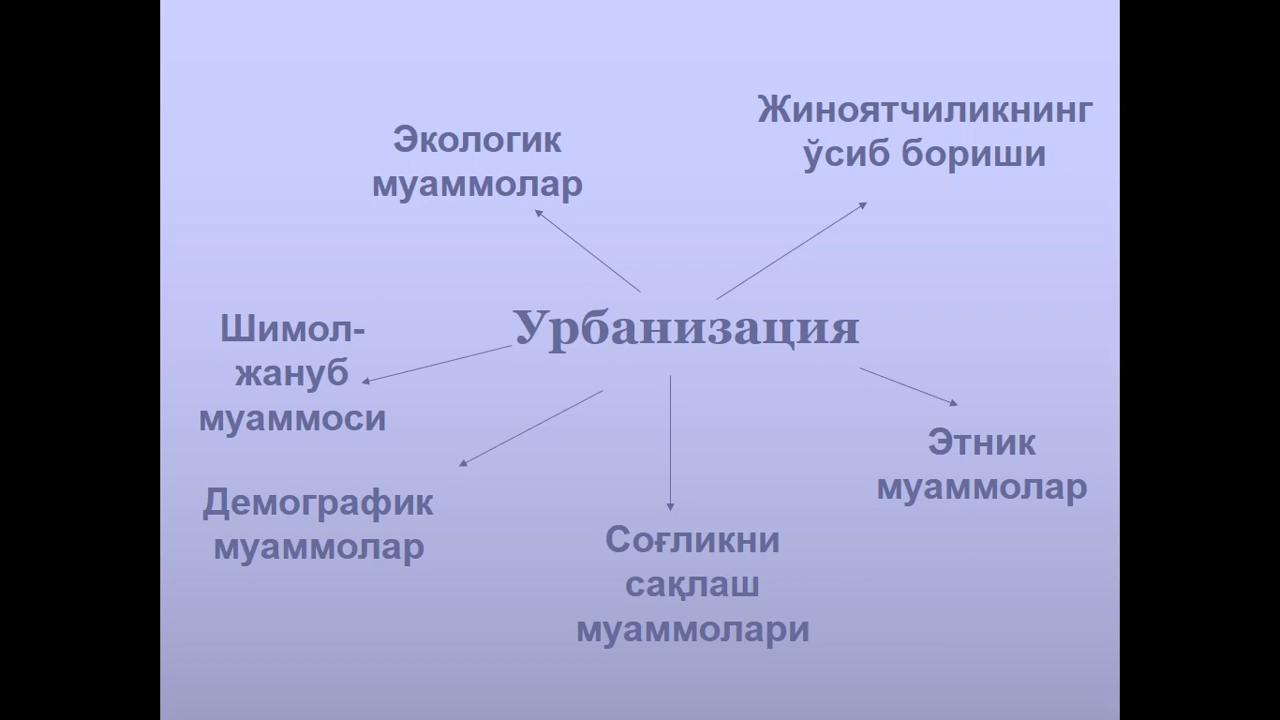 Экологик
муаммолар
Жиноятчиликнинг
ўсиб бориши
Урбанизация
Шимол-
жануб
муаммоси
Этник
муаммолар
Демографик
муаммолар
Соғликни
сақлаш
муаммолари